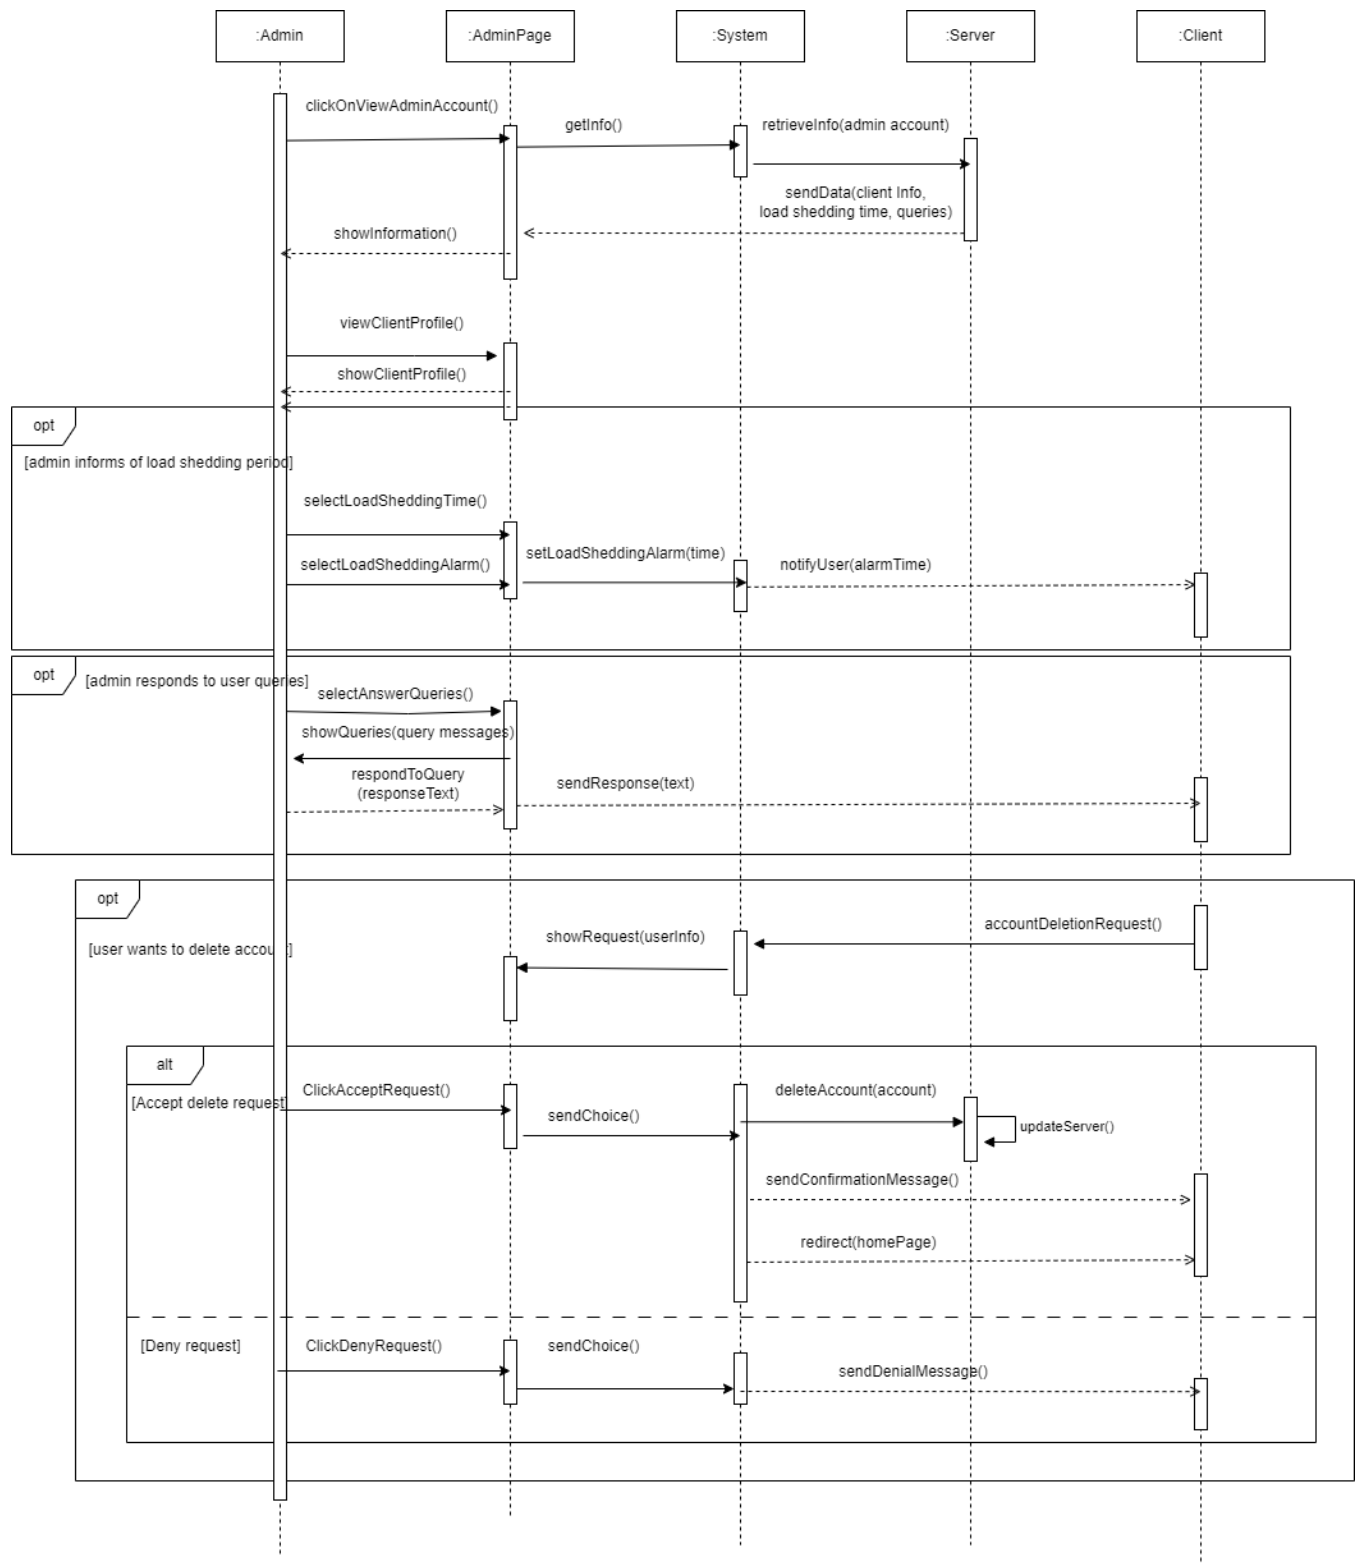 :Admin
:AdminPage
:System
:Server
:Client
clickOnViewAdminAccount()
getInfo()
retrieveInfo(admin account)
sendData(client Info,
load shedding time, queries)
showInformation()
viewClientProfile()
showClientProfile()
opt
[admin informs of load shedding period]
selectLoadSheddingTime()
selectLoadSheddingAlarm()
setLoadSheddingAlarm(time)
notifyUser(alarmTime)
opt
[admin responds to user queries]
selectAnswerQueries()
showQueries(query messages)
respondToQuery
(responseText)
sendResponse(text)
opt
[user wants to delete account]
accountDeletionRequest()
showRequest(userInfo)
alt
[Accept delete request]
ClickAcceptRequest()
sendChoice()
deleteAccount(account)
updateServer()
sendConfirmationMessage()
redirect(homePage)
[Deny request]
ClickDenyRequest()
sendChoice()
sendDenialMessage()